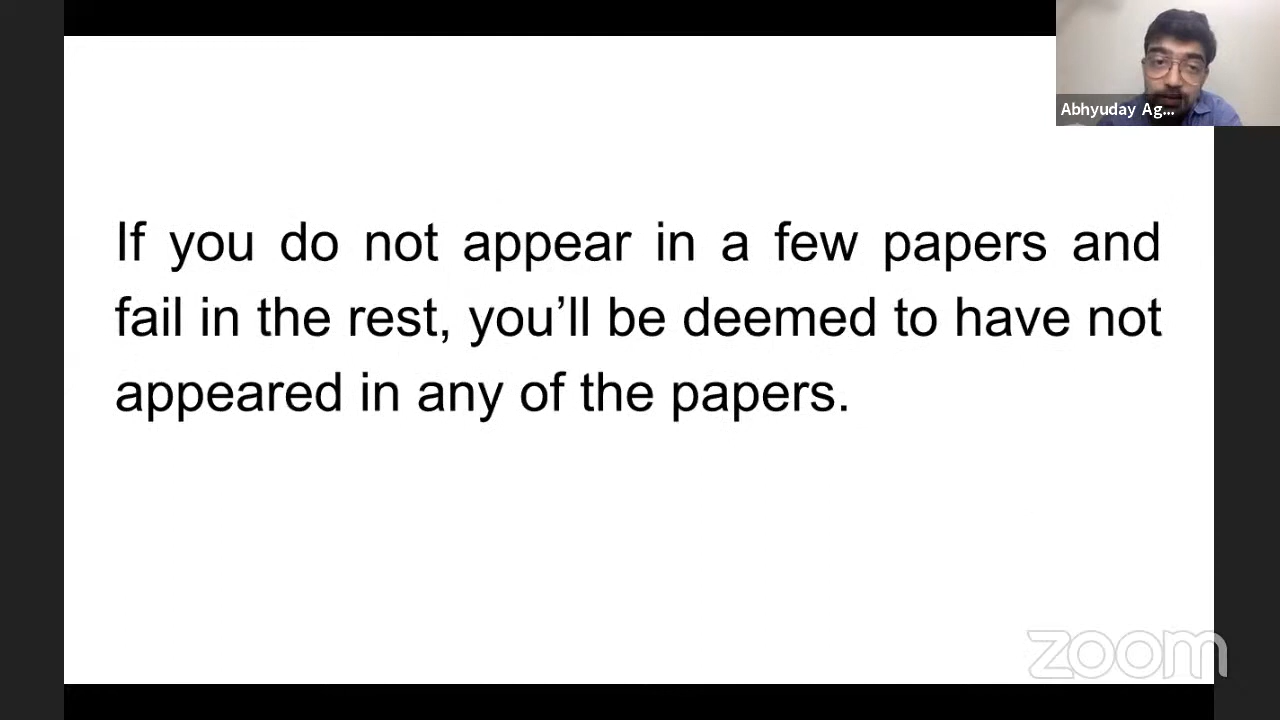 Abhyuday Ag...
If you do not appear in a few papers and
fail in the rest, you’ll be deemed to have not
appeared in any of the papers.
zoom